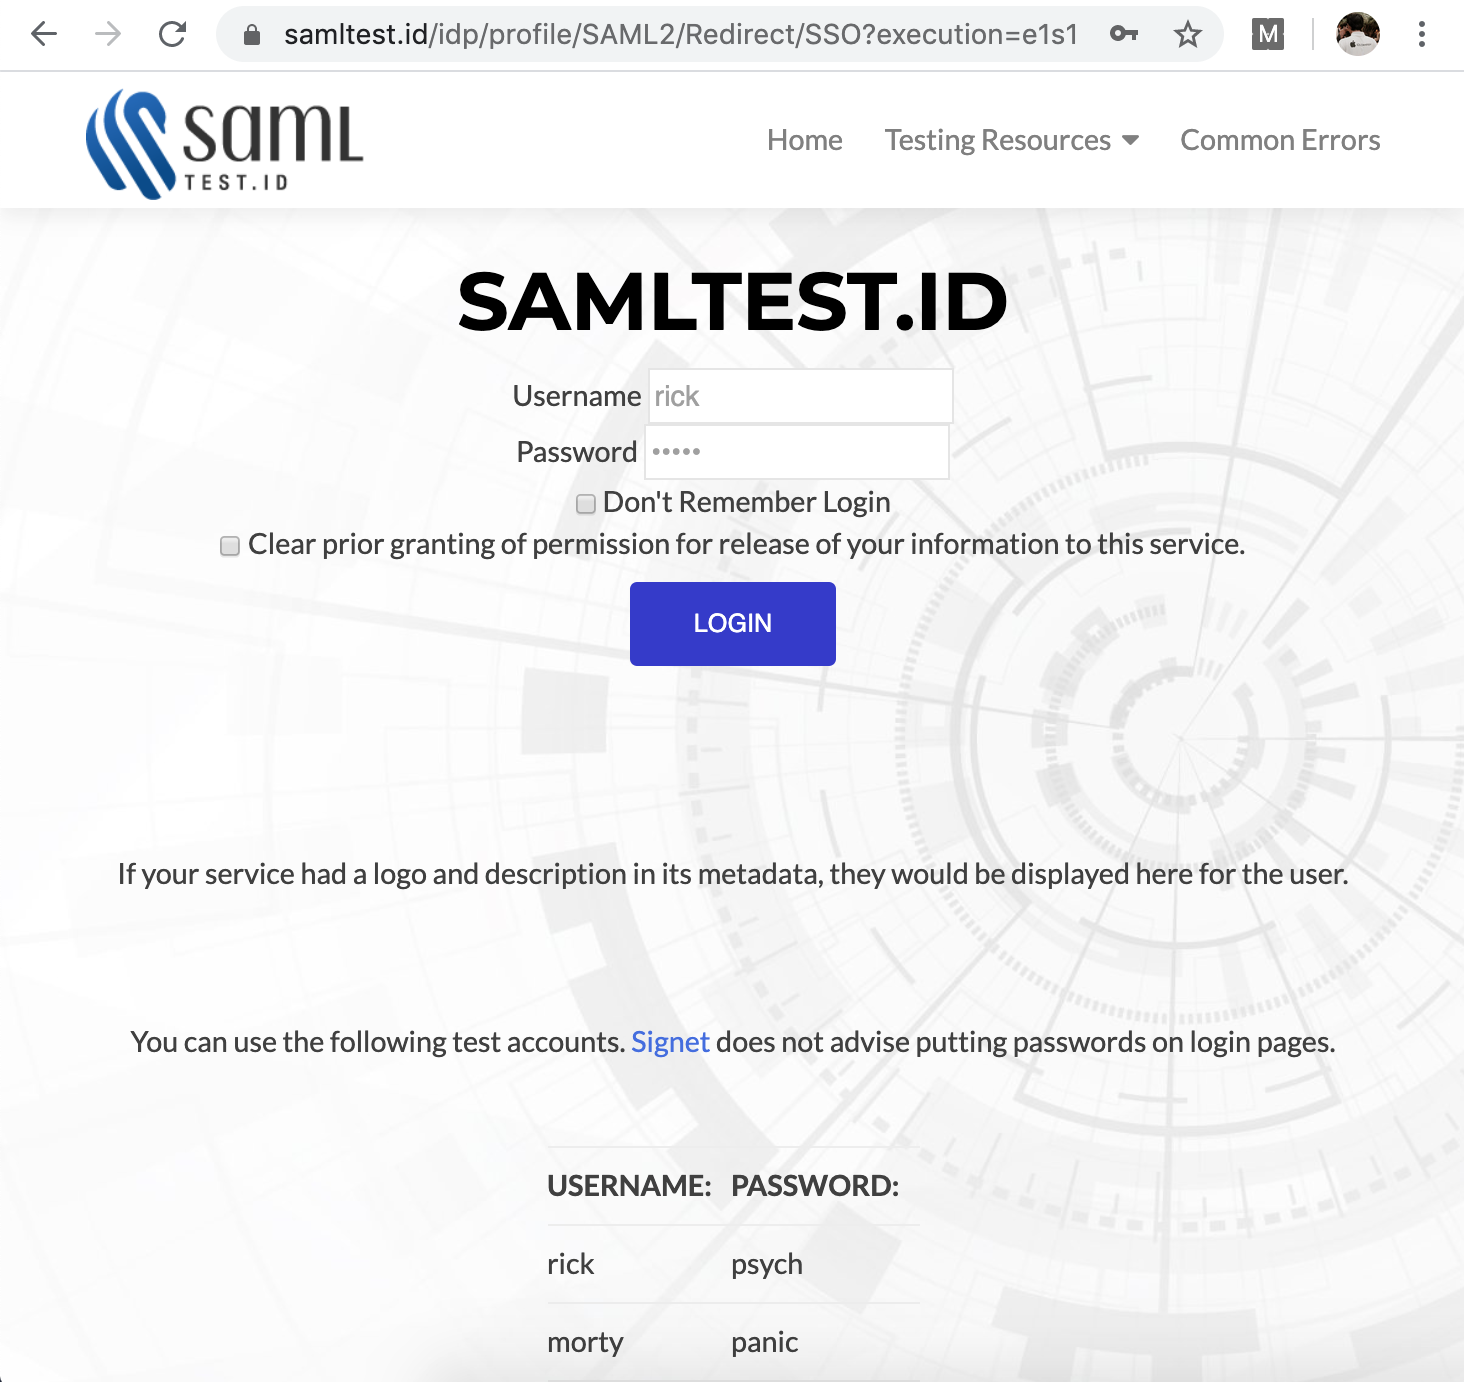 samltest.id/idp/profile/SAML2/Redirect/SSO?execution=e1s1
M
samL
TEST.ID
Home Testing Resources Common Errors
SAMLTEST.ID
Username rick
Password •••••
Don't Remember Login
Clear prior granting of permission for release of your information to this service.
LOGIN
If your service had a logo and description in its metadata, they would be displayed here for the user.
You can use the following test accounts. Signet does not advise putting passwords on login pages.
USERNAME: PASSWORD:
rick psych
morty panic